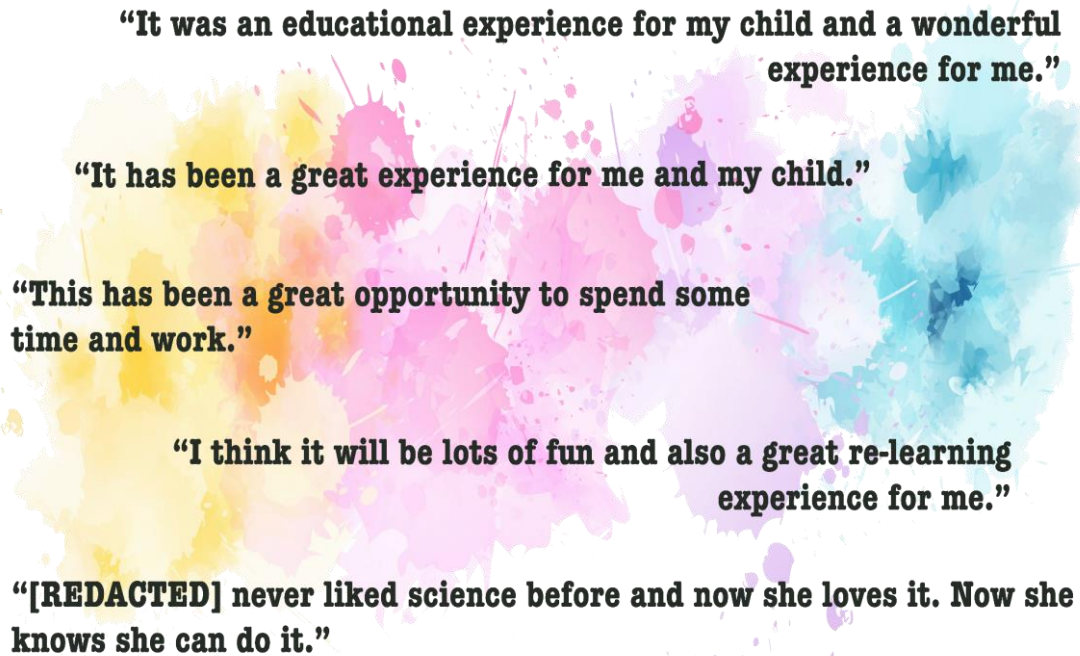 “It was an educational experience for my child and a wonderful
experience for me.”
“It has been a great experience for me and my child.”
“This has been a great opportunity to spend some
time and work.”
“I think it will be lots of fun and also a great re-learning
experience for me.”
“[REDACTED] never liked science before and now she loves it. Now she
knows she can do it.”